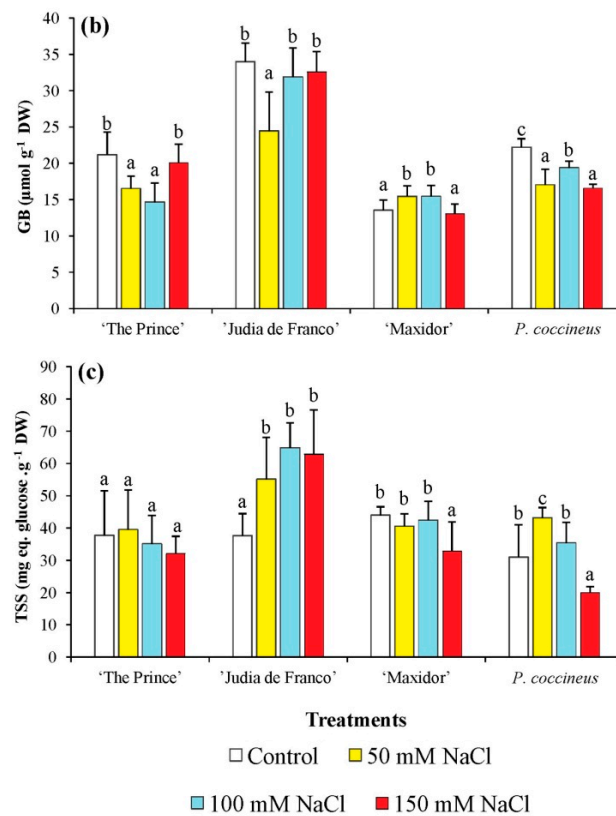 (b)
GB (µmol g-1 DW)
40
35
30
25
20
15
10
5
0
b a a b
b a b b
a b b a
c a b a
‘The Prince’ ’Judia de Franco’ ‘Maxidor’ P. coccineus
(c)
TSS (mg eq. glucose .g-1 DW)
90
80
70
60
50
40
30
20
10
0
a a a a
a b b b
b b b a
b c b a
‘The Prince’ ‘Judia de Franco’ ‘Maxidor’ P. coccineus
Treatments
Control 50 mM NaCl
100 mM NaCl 150 mM NaCl